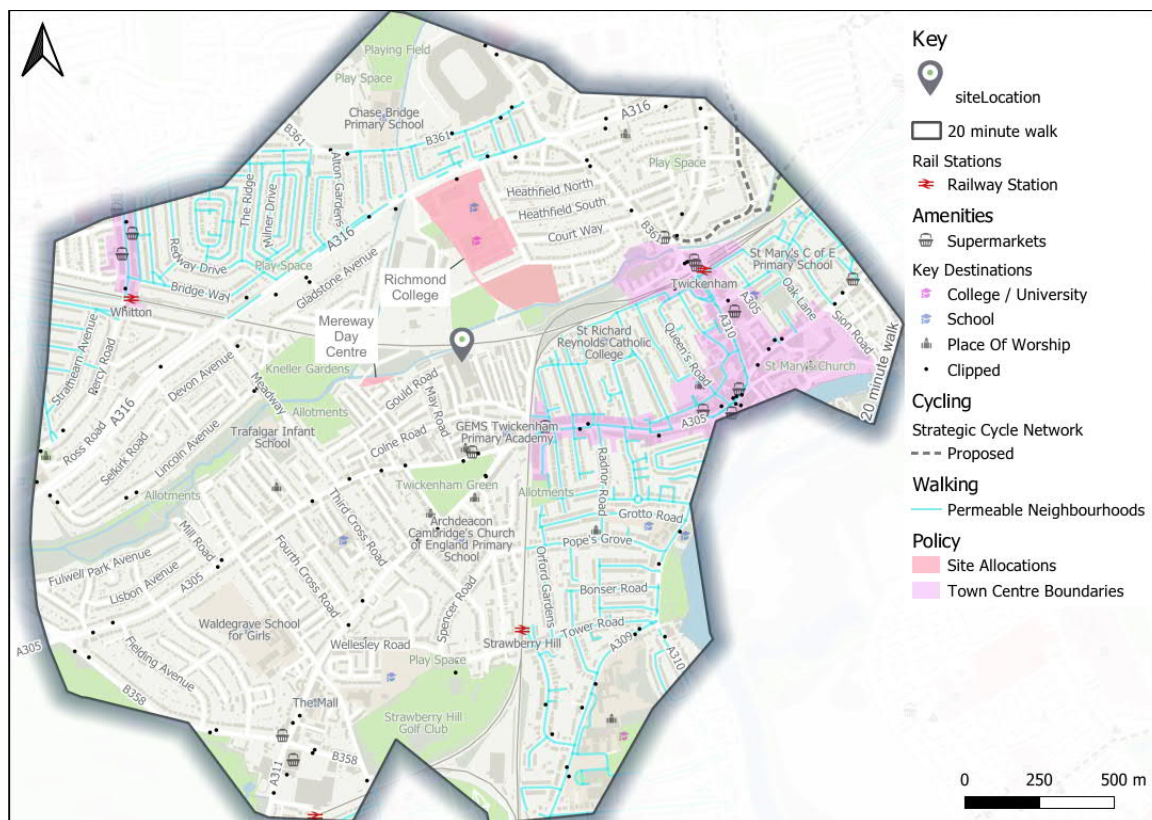 Playing Field
Play Space
Chase Bridge
Primary School
B361
B361
A316
Play Space
Alton Gardens
The Ridge
Milner Drive
Redway Drive
Play Space
A316
Heathfield North
Heathfield South
Court Way
B361
St Mary's C of E
Primary School
Bridge Way
Gladstone Avenue
Richmond
College
Twickenham
Oak Lane
A305
Sion Road
Whitton
Mereway
Day
Centre
A310
St Richard
Reynolds Catholic
College
Queen's Road
St Mary's Church
20 minute walk
Strathearn Avenue
Percy Road
Devon Avenue
Kneller Gardens
Meadway
Allotments
Gould Road
May Road
A305
A316
Ross Road
Selkirk Road
Lincoln Avenue
Trafalgar Infant
School
Colne Road
GEMS Twickenham
Primary Academy
Radnor Road
Allotments
Twickenham Green
Allotments
Third Cross Road
Grotto Road
Mill Road
Fourth Cross Road
Archdeacon
Cambridge's Church
of England Primary
School
Pope's Grove
Fulwell Park Avenue
Lisbon Avenue
A305
Orford Gardens
Bonser Road
Spencer Road
Waldegrave School
for Girls
Wellesley Road
Strawberry Hill
Tower Road
A309
A310
A305
Fielding Avenue
Play Space
B358
The Mall
Strawberry Hill
Golf Club
B358
A311
Key
siteLocation
20 minute walk
Rail Stations
Railway Station
Amenities
Supermarkets
Key Destinations
College / University
School
Place Of Worship
Clipped
Cycling
Strategic Cycle Network
Proposed
Walking
Permeable Neighbourhoods
Policy
Site Allocations
Town Centre Boundaries
0 250 500 m